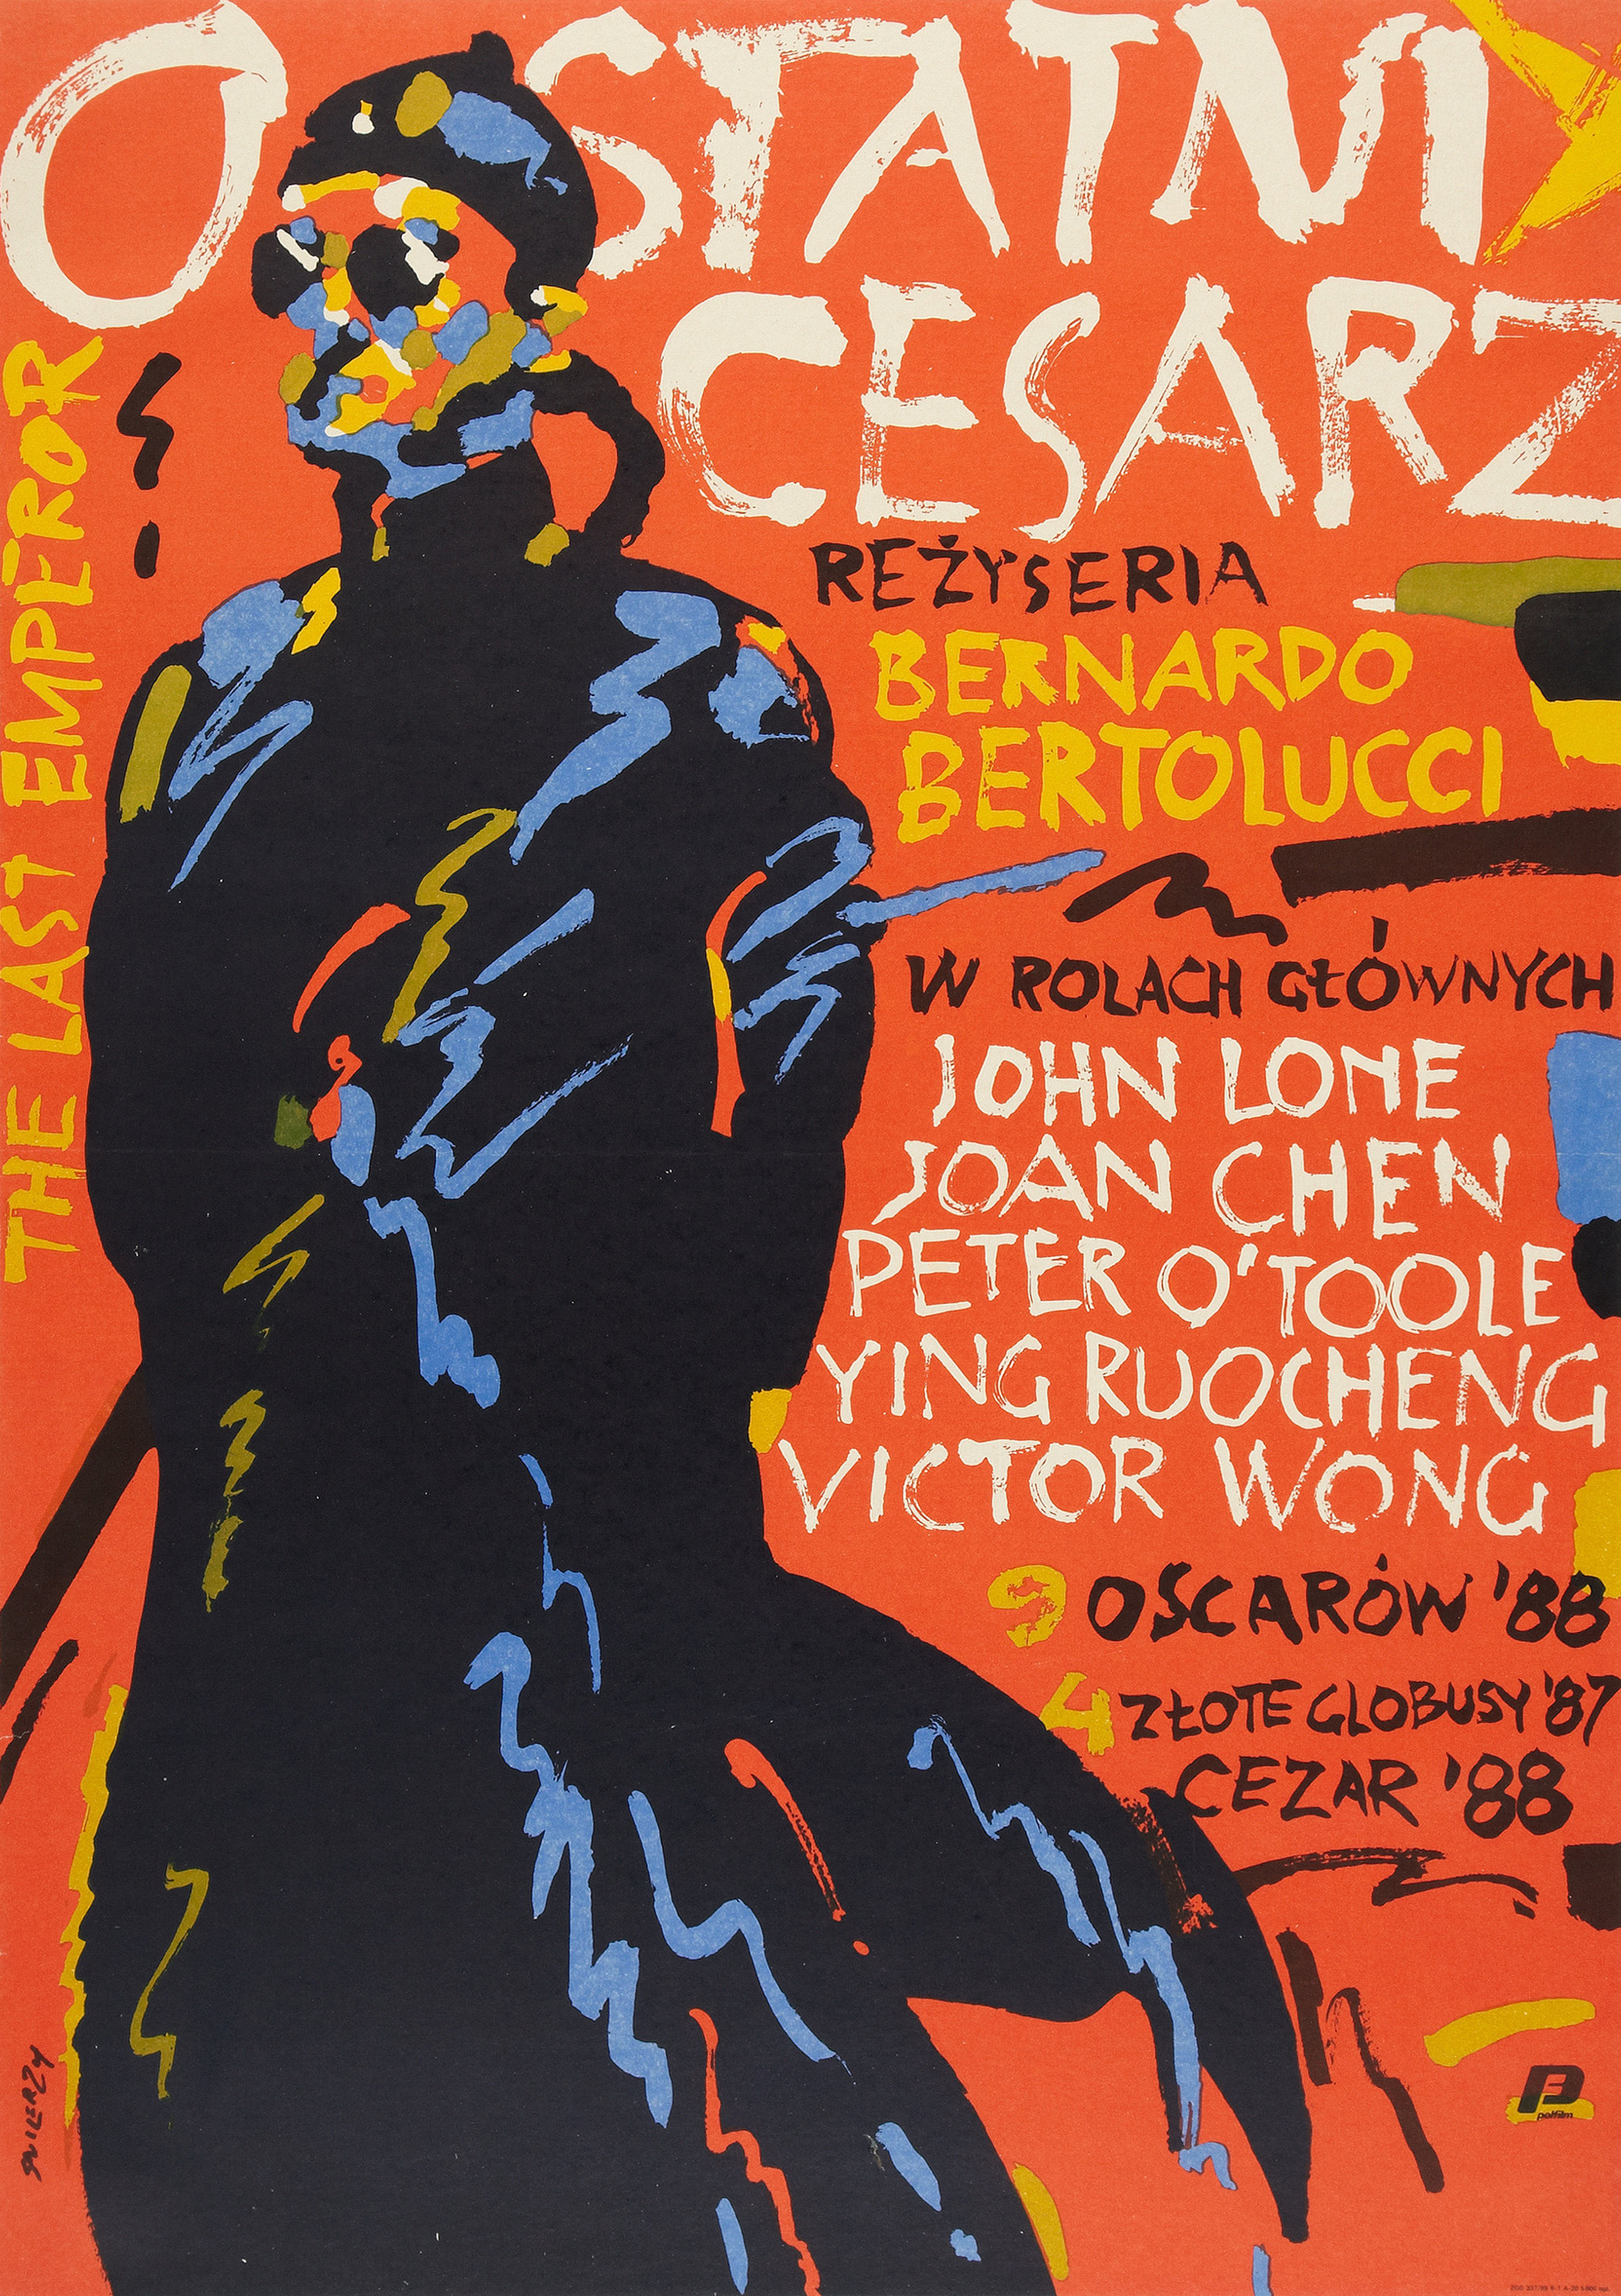 OSTATNI
CESARZ
THE LAST EMPEROR
REŻYSERIA
BERNARDO
BERTOLUCCI
W ROLACH GŁÓWNYCH
JOHN LONE
JOAN CHEN
PETER O'TOOLE
YING RUOCHENG
VICTOR WONG
9 OSCARÓW '88
4 ZŁOTE GLOBUSY '87
CEZAR '88
polfilm